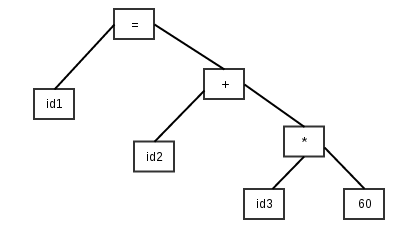 =
+
id1
*
id2
id3
60